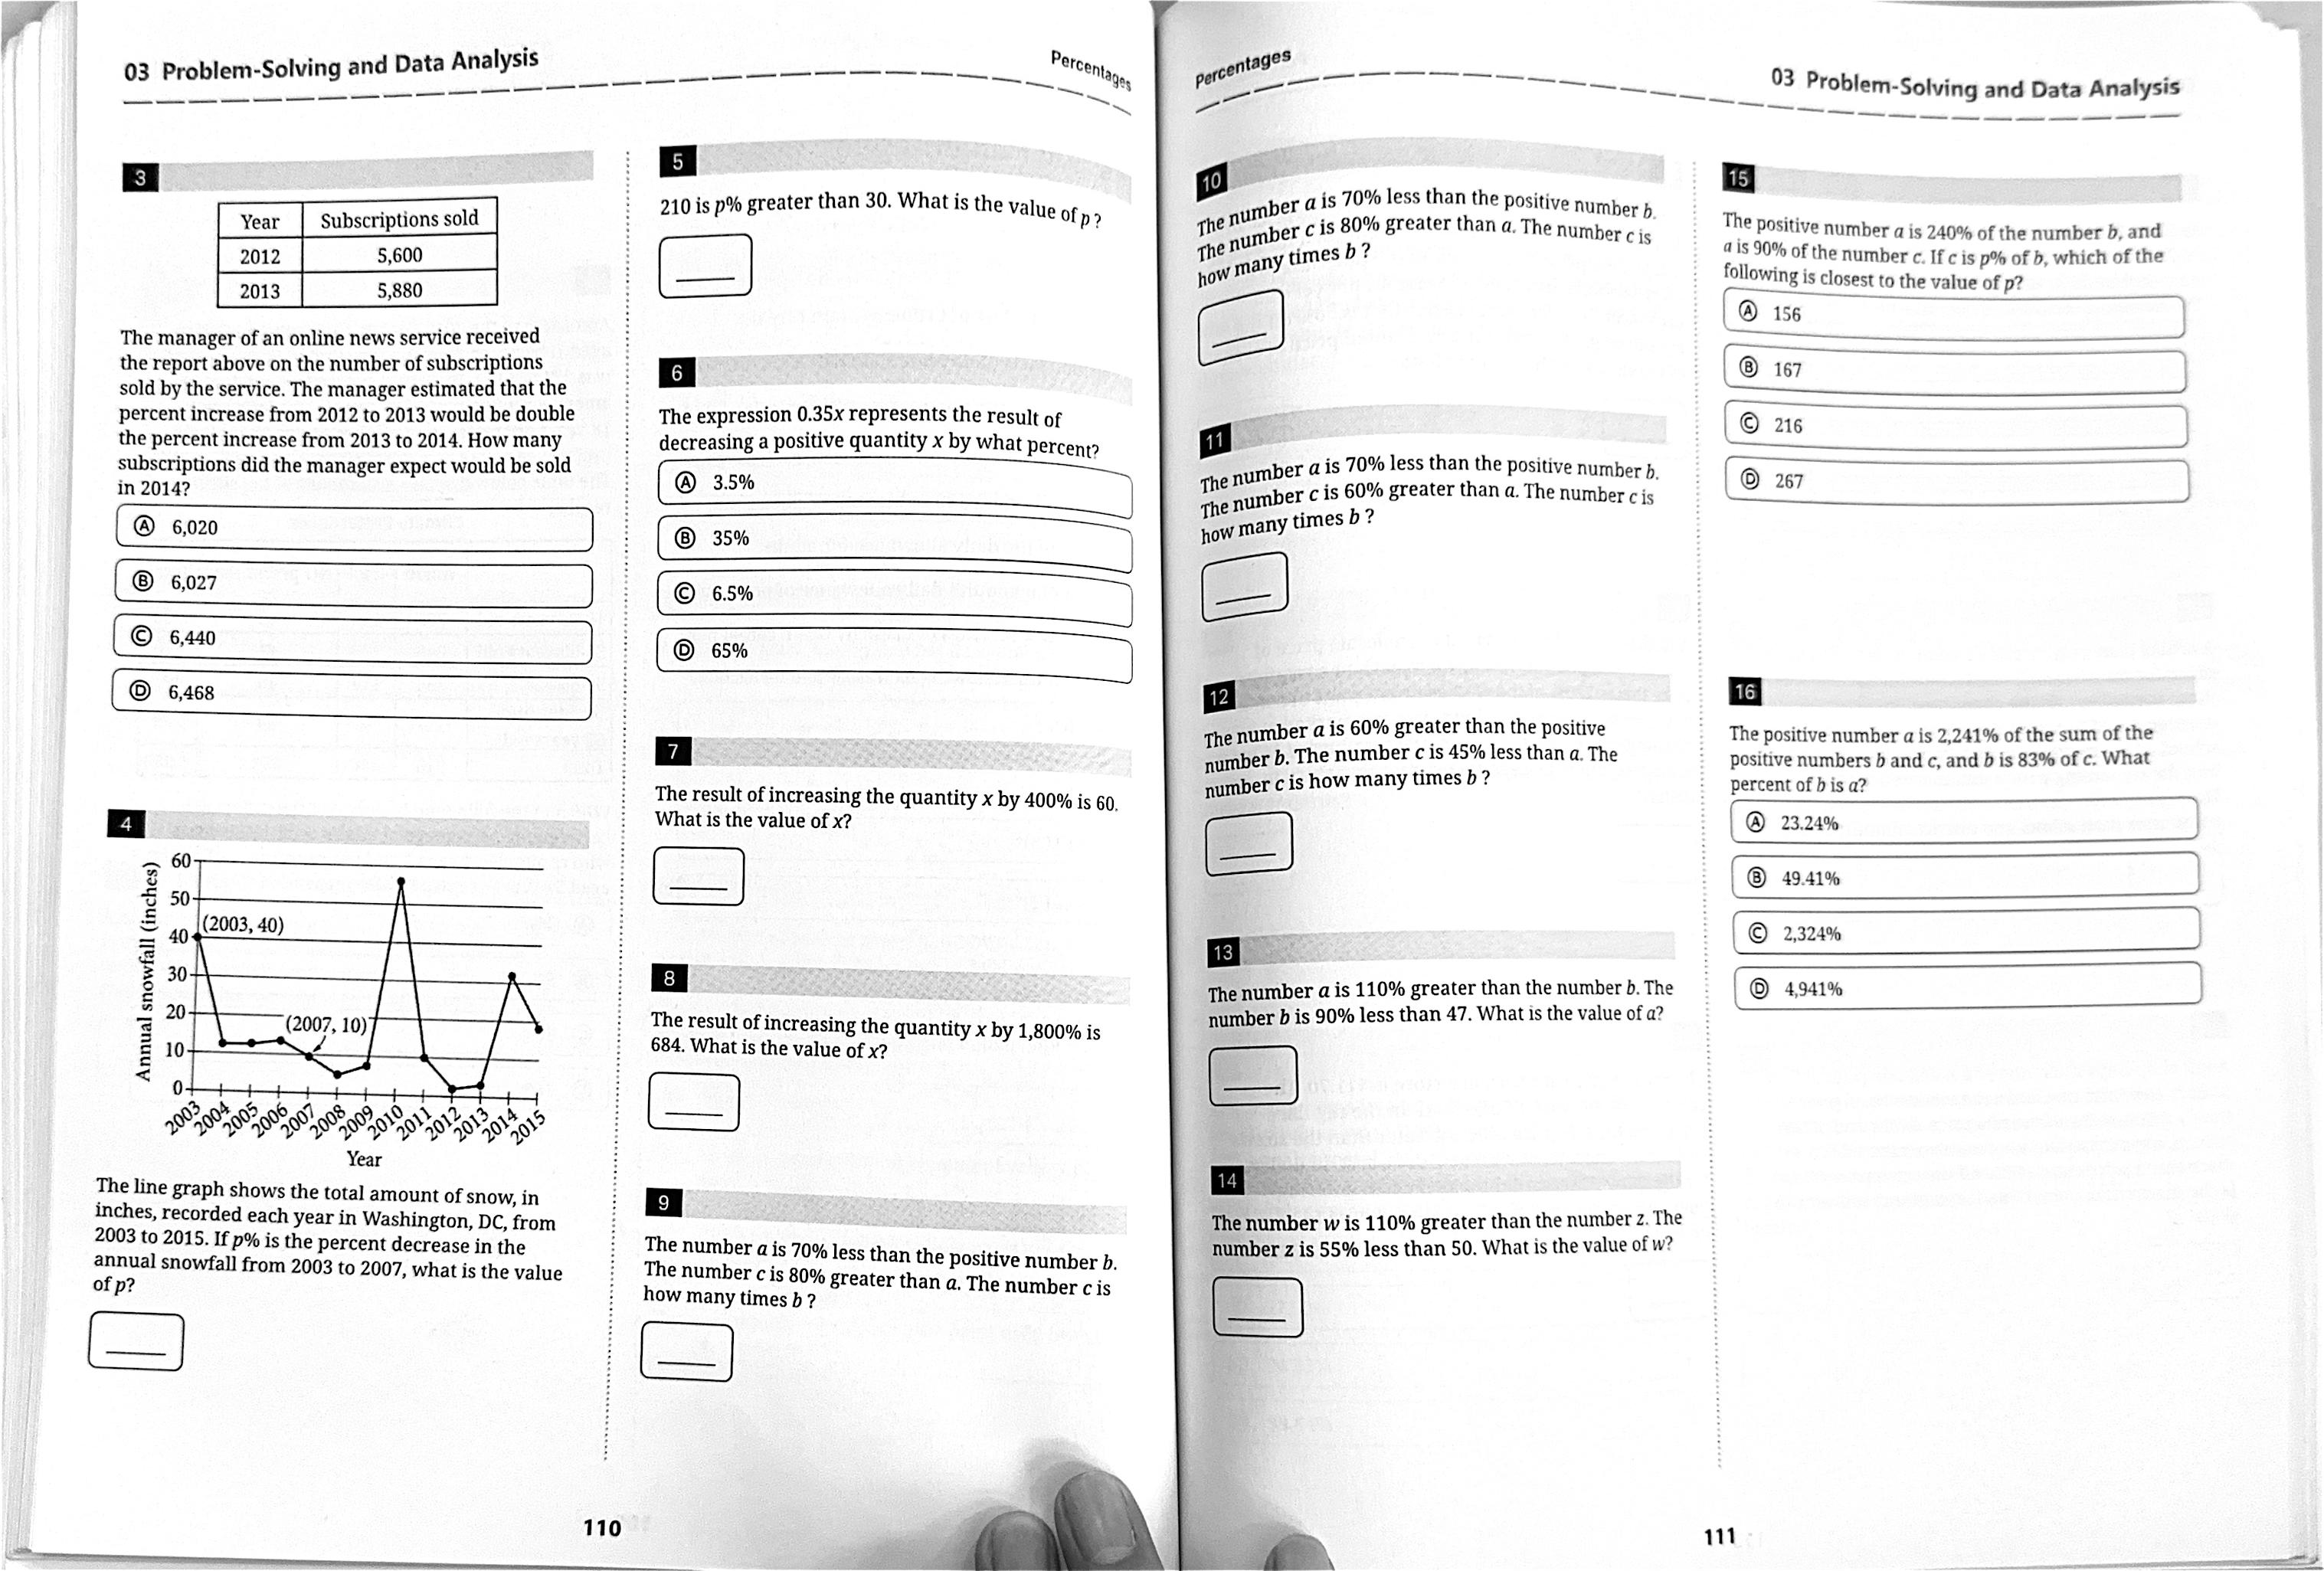 03 Problem-Solving and Data Analysis
Percentages
3
Year Subscriptions sold
2012 5,600
2013 5,880
The manager of an online news service received
the report above on the number of subscriptions
sold by the service. The manager estimated that the
percent increase from 2012 to 2013 would be double
the percent increase from 2013 to 2014. How many
subscriptions did the manager expect would be sold
in 2014?
Ⓐ 6,020
Ⓑ 6,027
Ⓒ 6,440
Ⓓ 6,468
4
Annual snowfall (inches)
60
50
(2003, 40)
40
30
20
(2007, 10)
10
0
2003 2004 2005 2006 2007 2008 2009 2010 2011 2012 2013 2014 2015
Year
The line graph shows the total amount of snow, in
inches, recorded each year in Washington, DC, from
2003 to 2015. If p% is the percent decrease in the
annual snowfall from 2003 to 2007, what is the value
of p?
5
210 is p% greater than 30. What is the value of p ?
6
The expression 0.35x represents the result of
decreasing a positive quantity x by what percent?
Ⓐ 3.5%
Ⓑ 35%
Ⓒ 6.5%
Ⓓ 65%
7
The result of increasing the quantity x by 400% is 60.
What is the value of x?
8
The result of increasing the quantity x by 1,800% is
684. What is the value of x?
9
The number a is 70% less than the positive number b.
The number c is 80% greater than a. The number c is
how many times b ?
110
Percentages
03 Problem-Solving and Data Analysis
10
The number a is 70% less than the positive number b.
The number c is 80% greater than a. The number c is
how many times b ?
11
The number a is 70% less than the positive number b.
The number c is 60% greater than a. The number c is
how many times b ?
12
The number a is 60% greater than the positive
number b. The number c is 45% less than a. The
number c is how many times b ?
13
The number a is 110% greater than the number b. The
number b is 90% less than 47. What is the value of a?
14
The number w is 110% greater than the number z. The
number z is 55% less than 50. What is the value of w?
15
The positive number a is 240% of the number b, and
a is 90% of the number c. If c is p% of b, which of the
following is closest to the value of p?
Ⓐ 156
Ⓑ 167
Ⓒ 216
Ⓓ 267
16
The positive number a is 2,241% of the sum of the
positive numbers b and c, and b is 83% of c. What
percent of b is a?
Ⓐ 23.24%
Ⓑ 49.41%
Ⓒ 2,324%
Ⓓ 4,941%
111